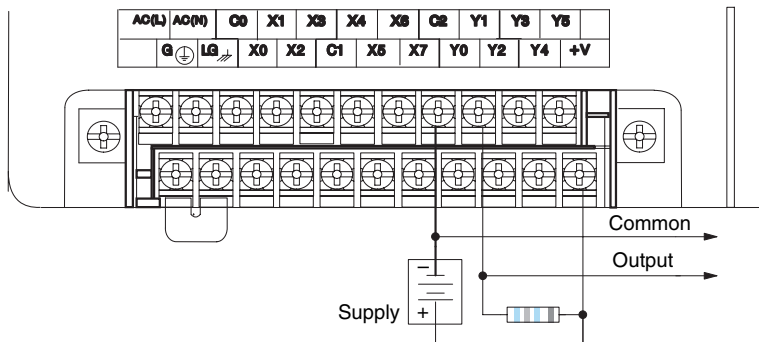 AC(L) AC(N) C0 X1 X3 X4 X6 C2 Y1 Y3 Y5
G LG X0 X2 C1 X5 X7 Y0 Y2 Y4 +V
Common
Output
Supply
−
+